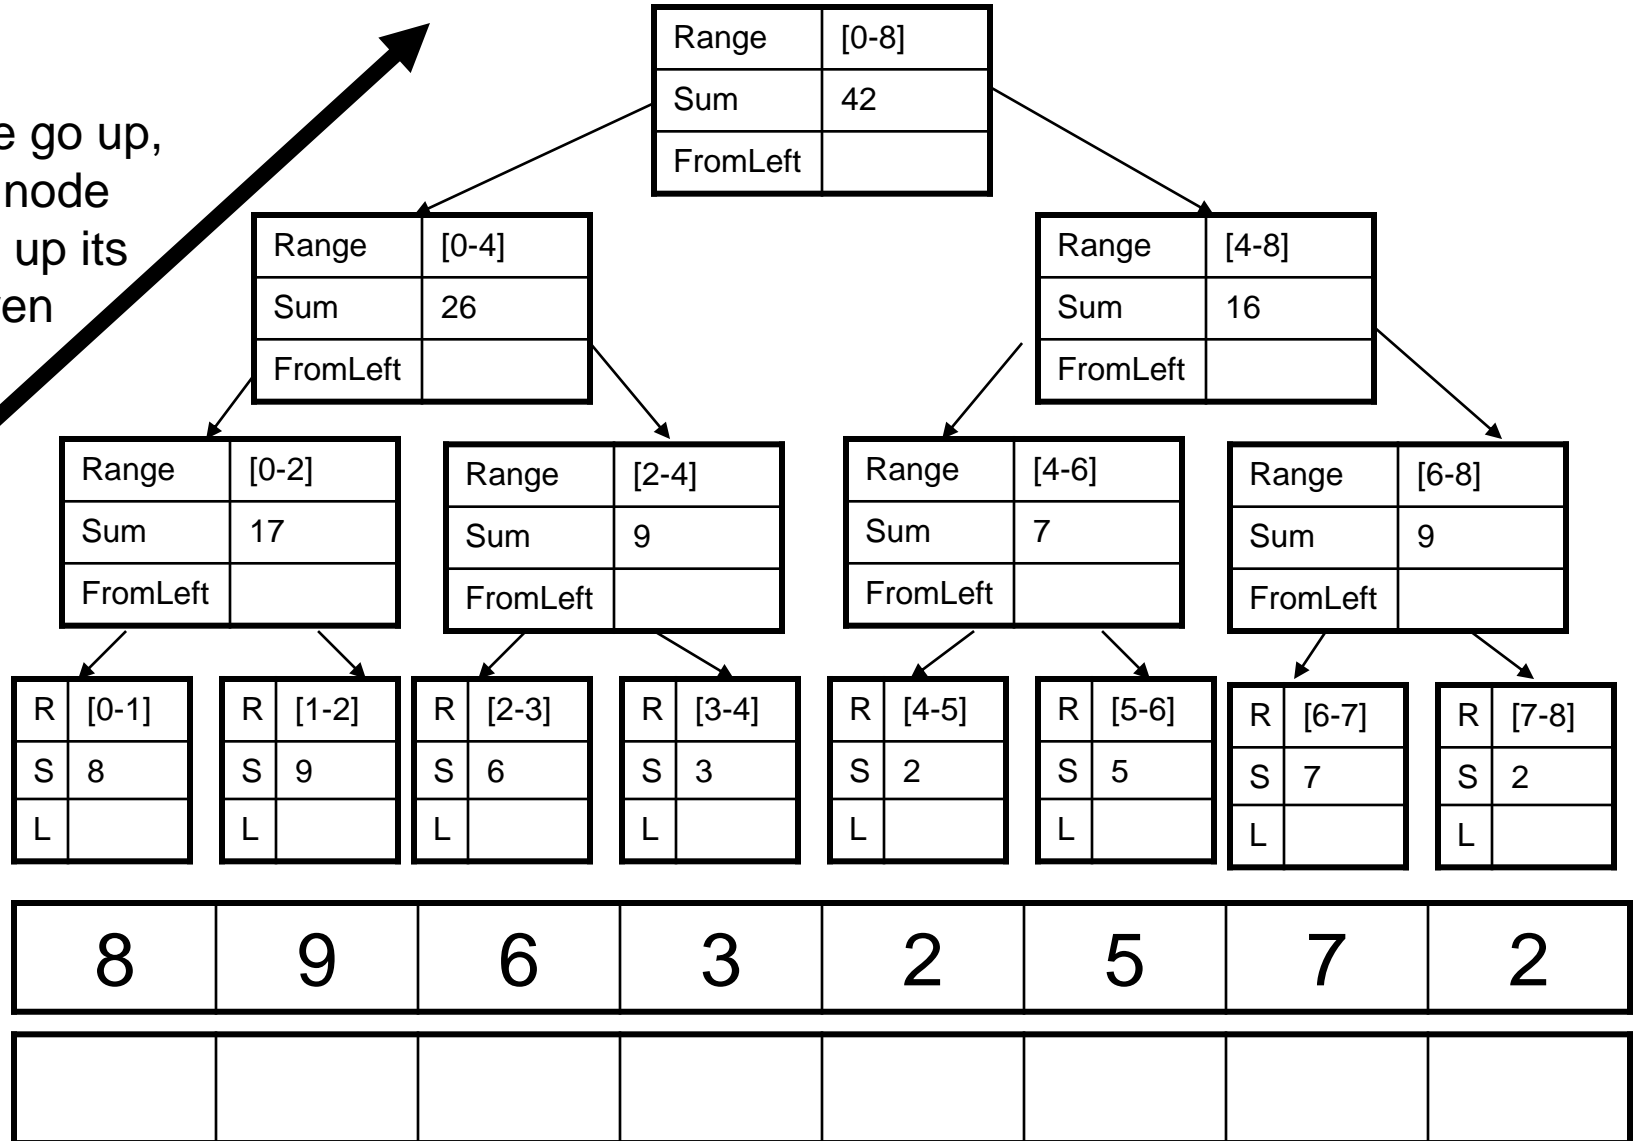 Range [0-8]
Sum 42
FromLeft
e go up,
node
up its
en
Range [0-4]
Sum 26
FromLeft
Range [4-8]
Sum 16
FromLeft
Range [0-2]
Sum 17
FromLeft
Range [2-4]
Sum 9
FromLeft
Range [4-6]
Sum 7
FromLeft
Range [6-8]
Sum 9
FromLeft
R [0-1]
S 8
L
R [1-2]
S 9
L
R [2-3]
S 6
L
R [3-4]
S 3
L
R [4-5]
S 2
L
R [5-6]
S 5
L
R [6-7]
S 7
L
R [7-8]
S 2
L
8 9 6 3 2 5 7 2